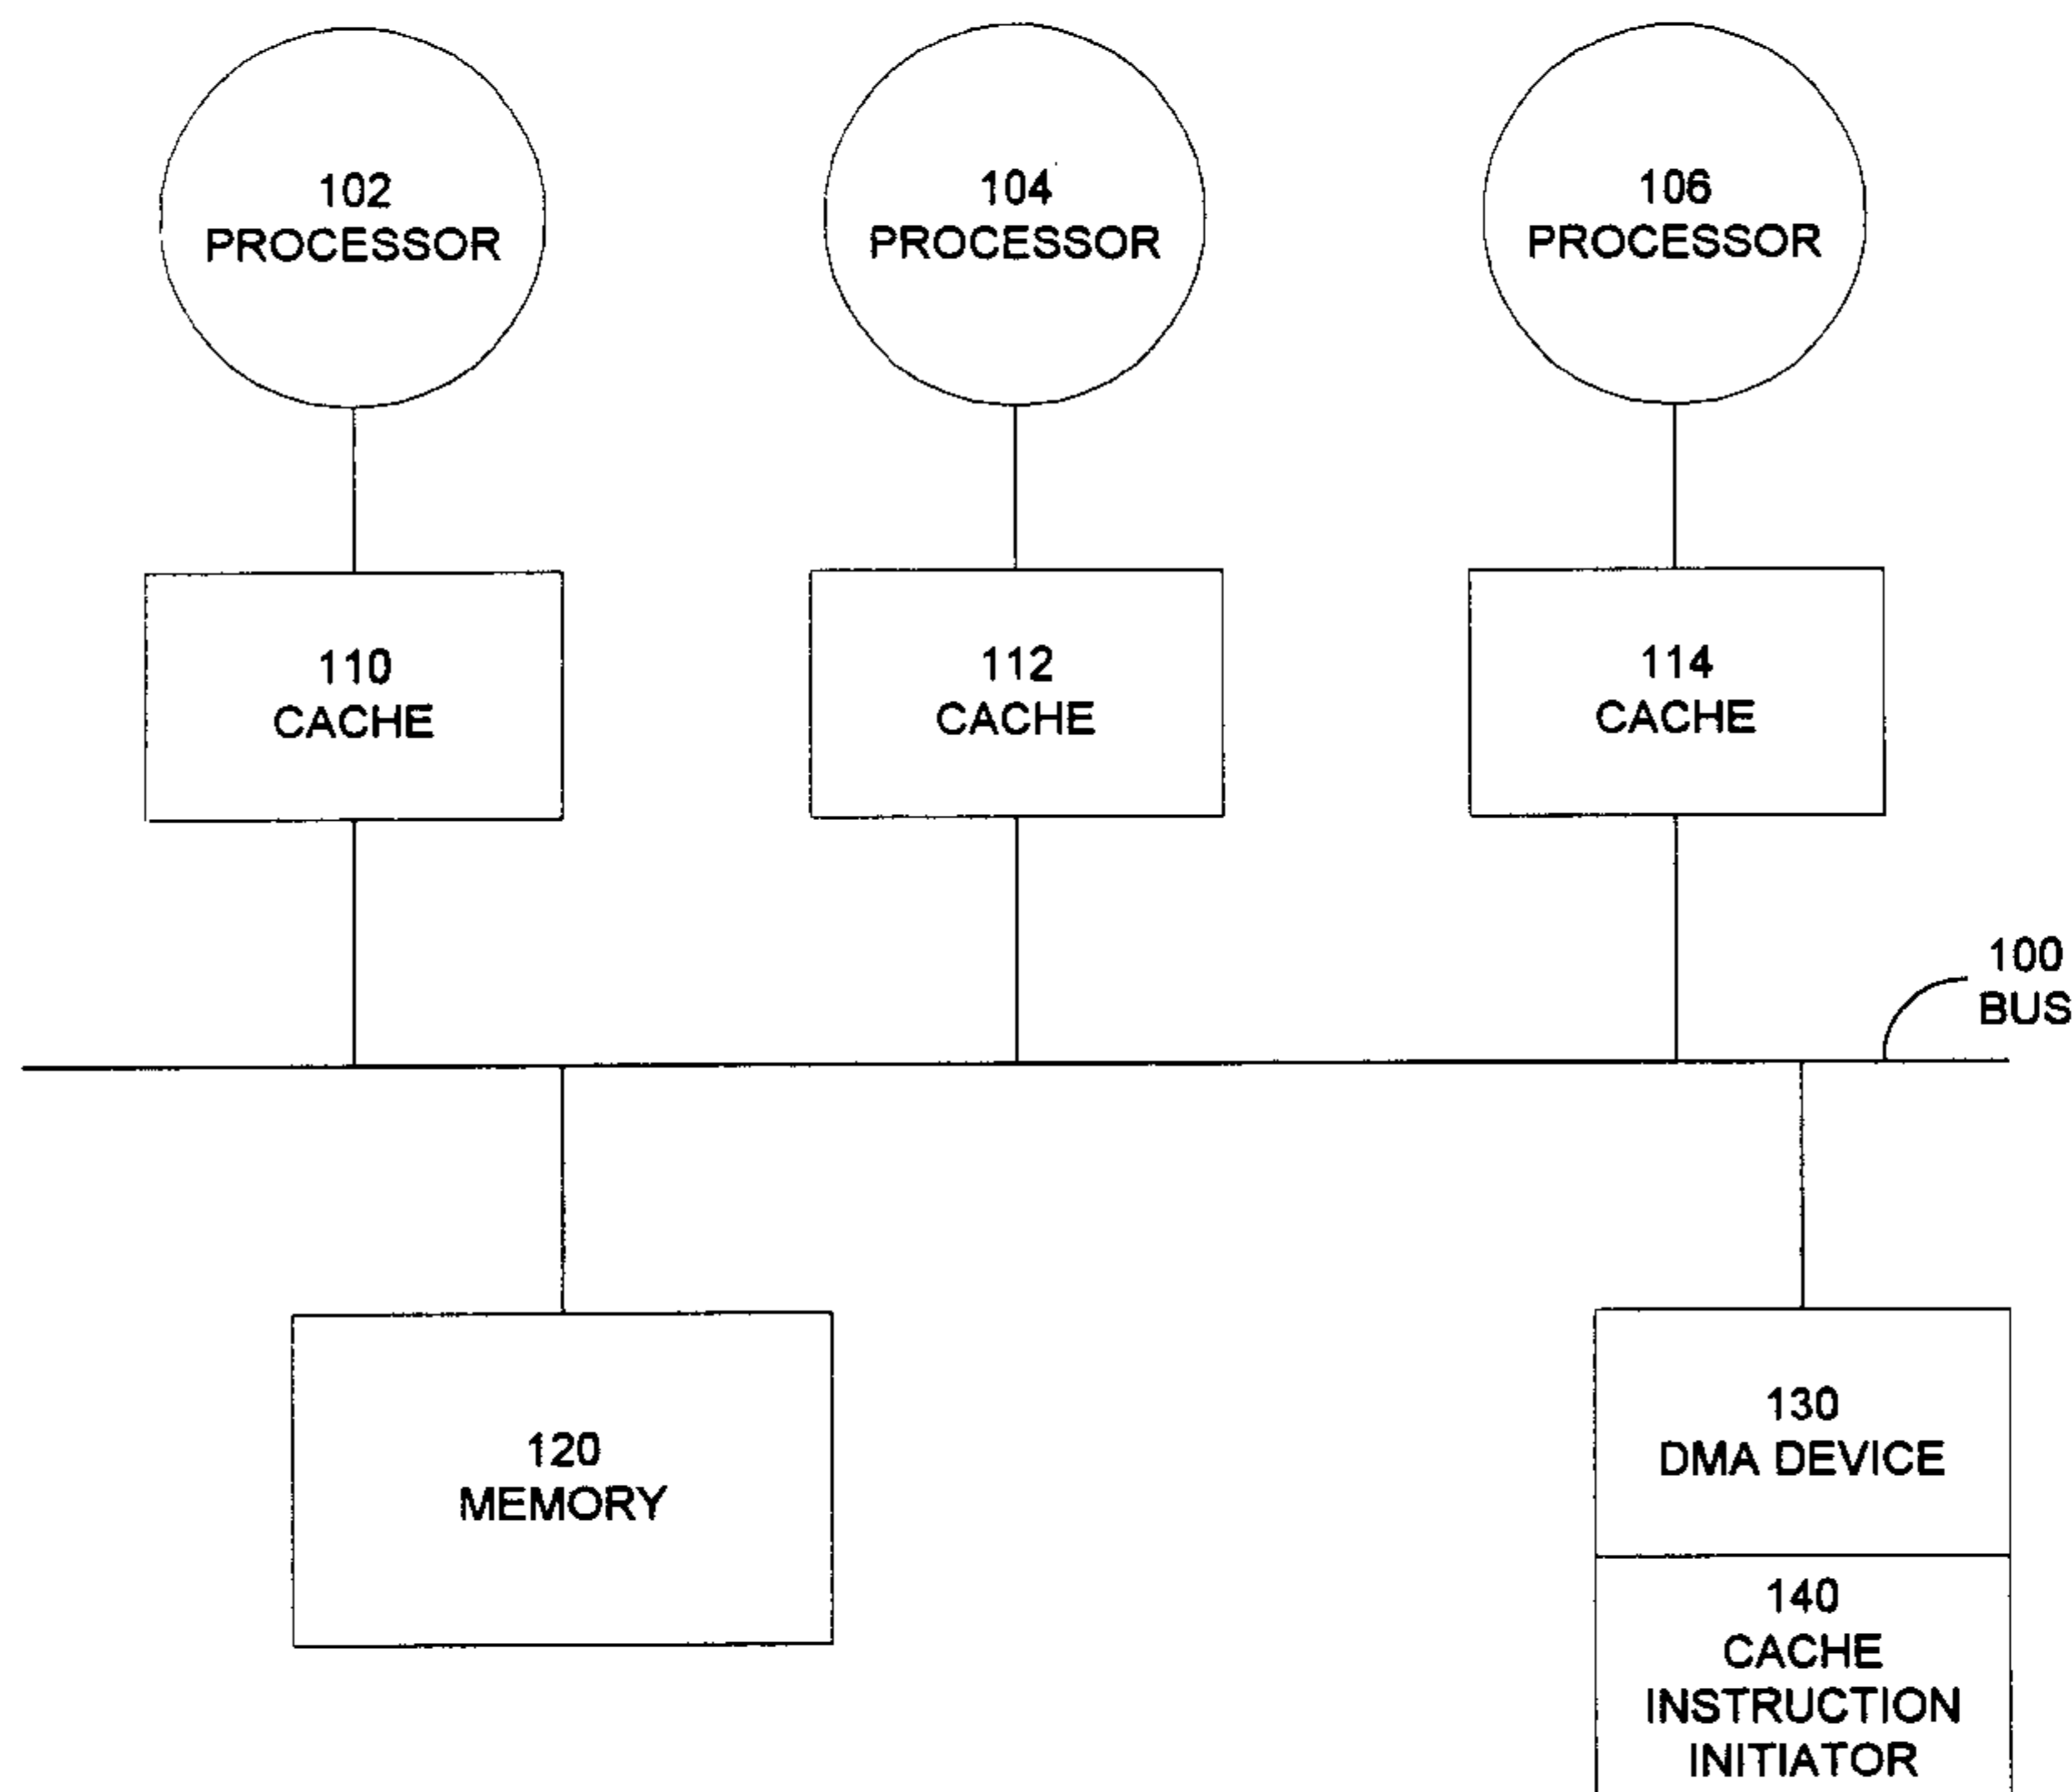 102
PROCESSOR
104
PROCESSOR
106
PROCESSOR
110
CACHE
112
CACHE
114
CACHE
100
BUS
120
MEMORY
130
DMA DEVICE
140
CACHE
INSTRUCTION
INITIATOR